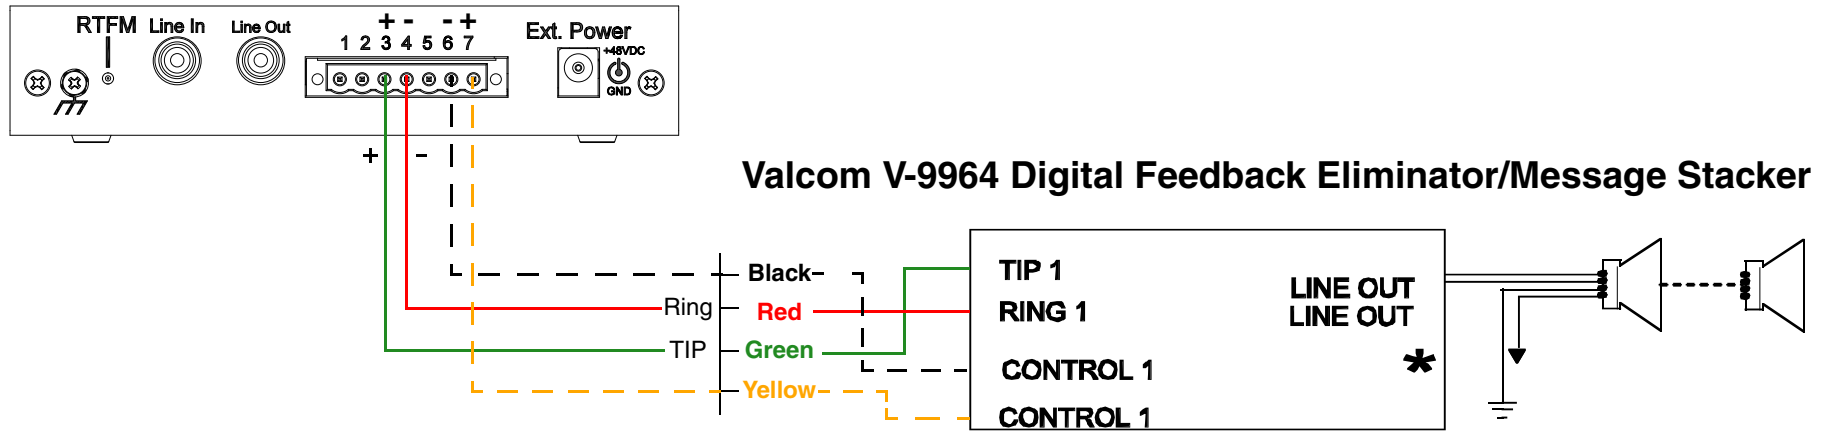 RTFM Line In Line Out + - - + Ext. Power
1 2 3 4 5 6 7
+48VDC
GND
+ -
Valcom V-9964 Digital Feedback Eliminator/Message Stacker
Black
Ring Red
TIP Green
Yellow
TIP 1
RING 1
CONTROL 1
CONTROL 1
LINE OUT
LINE OUT
*